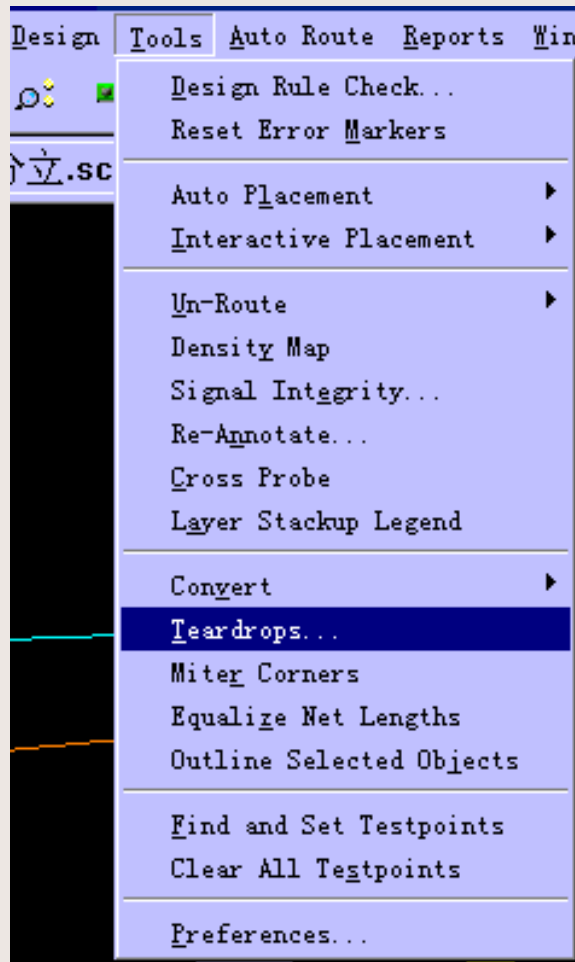 Design Tools Auto Route Reports Win
Design Rule Check...
Reset Error Markers
立.sc
Auto Placement
Interactive Placement
Un-Route
Density Map
Signal Integrity...
Re-Annotate...
Cross Probe
Layer Stackup Legend
Convert
Teardrops...
Miter Corners
Equalize Net Lengths
Outline Selected Objects
Find and Set Testpoints
Clear All Testpoints
Preferences...